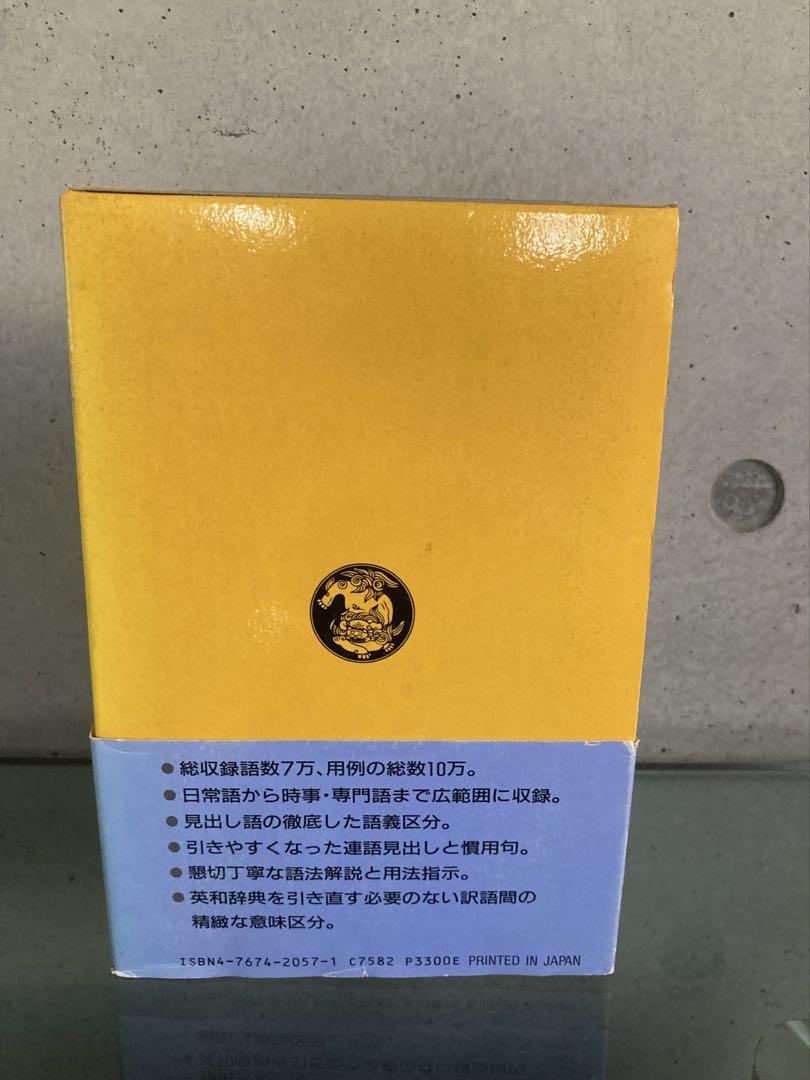 ●総収録語数7万、用例の総数10万。
●日常語から時事・専門語まで広範囲に収録。
●見出し語の徹底した語義区分。
●引きやすくなった連語見出しと慣用句。
●懇切丁寧な語法解説と用法指示。
●英和辞典を引き直す必要のない訳語間の
精緻な意味区分。
ISBN4-7674-2057-1 C7582 P3300E PRINTED IN JAPAN